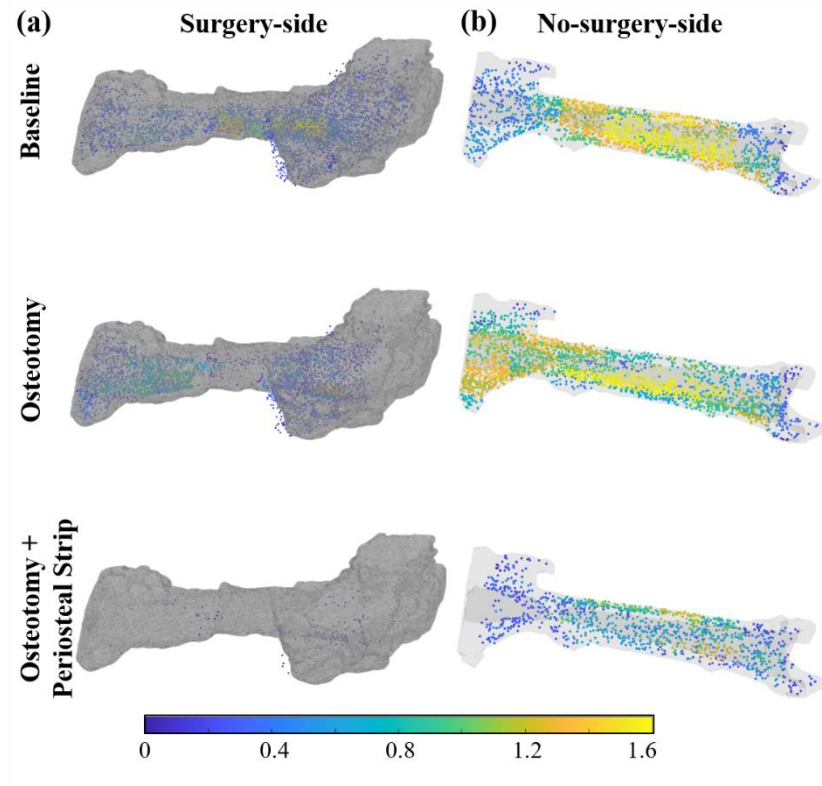 (a) Surgery-side (b) No-surgery-side
Baseline
Osteotomy
Osteotomy +
Periosteal Strip
0 0.4 0.8 1.2 1.6